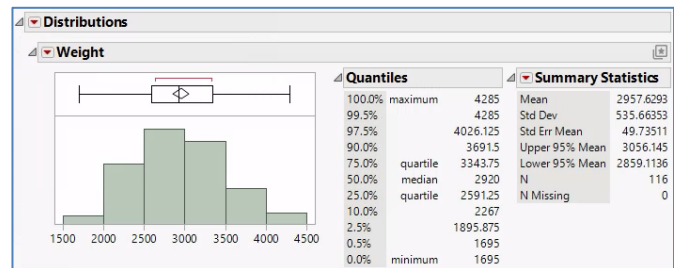 Distributions
Weight
1500 2000 2500 3000 3500 4000 4500
Quantiles
100.0% maximum 4285
99.5% 4285
97.5% 4026.125
90.0% 3691.5
75.0% quartile 3343.75
50.0% median 2920
25.0% quartile 2591.25
10.0% 2267
2.5% 1895.875
0.5% 1695
0.0% minimum 1695
Summary Statistics
Mean 2957.6293
Std Dev 535.66353
Std Err Mean 49.73511
Upper 95% Mean 3056.145
Lower 95% Mean 2859.1136
N 116
N Missing 0